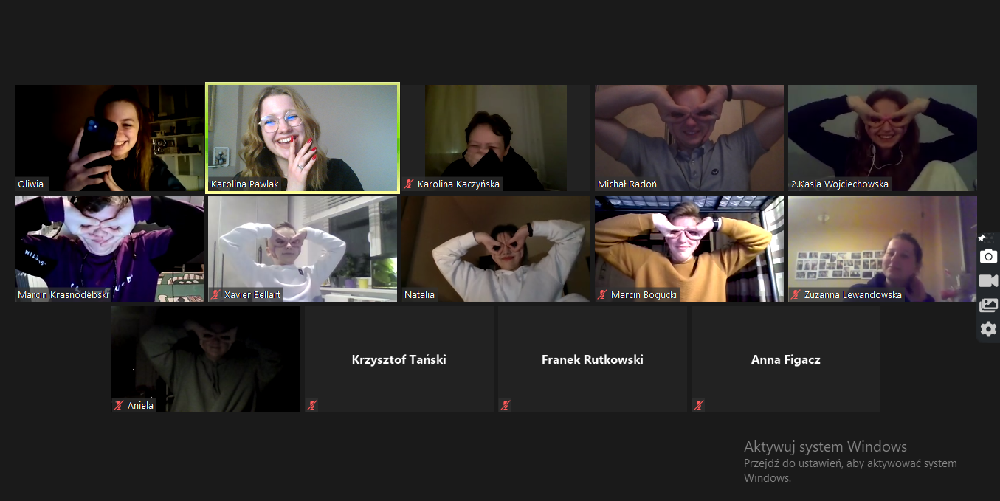 Oliwia
Karolina Pawlak
Karolina Kaczyńska
Michał Radoń
2.Kasia Wojciechowska
Marcin Krasnodębski
Xavier Bellart
Natalia
Marcin Bogucki
Zuzanna Lewandowska
Aniela
Krzysztof Tański
Franek Rutkowski
Anna Figacz
Aktywuj system Windows
Przejdź do ustawień, aby aktywować system
Windows.